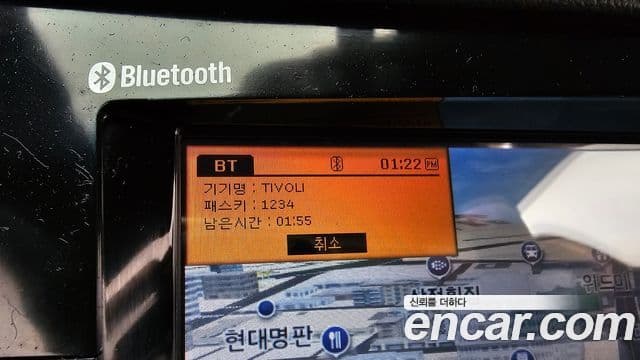 Bluetooth
BT 01:22 PM
기기명 : TIVOLI
패스키 : 1234
남은시간 : 01:55
취소
현대명판
신뢰를 더하다
encar.com